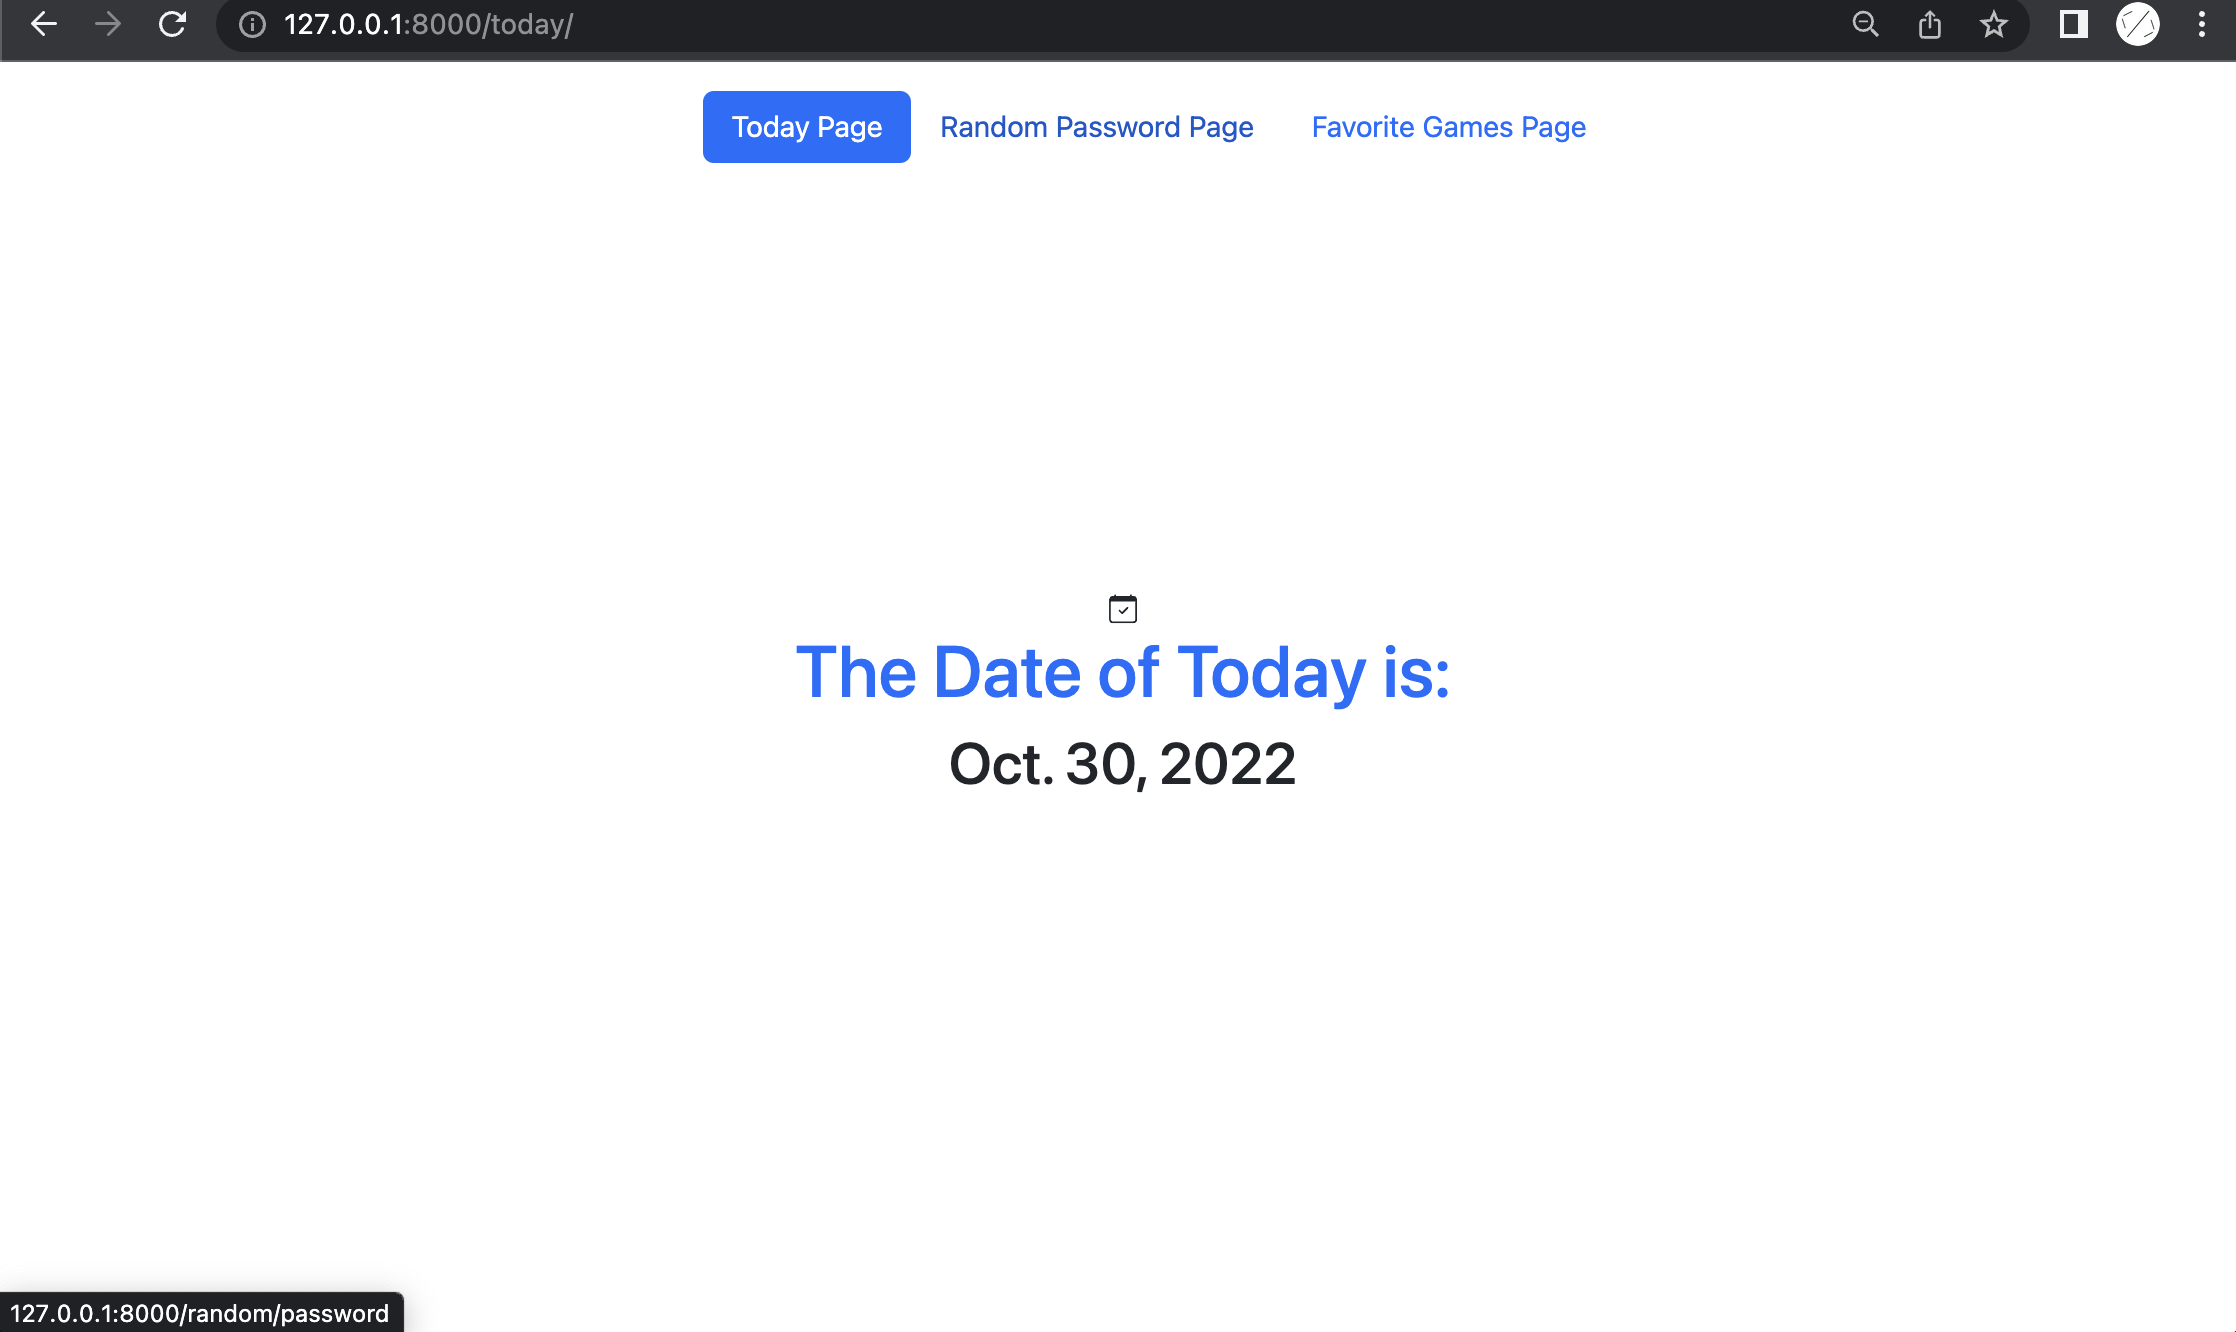 127.0.0.1:8000/today/
Today Page Random Password Page Favorite Games Page
The Date of Today is:
Oct. 30, 2022
127.0.0.1:8000/random/password